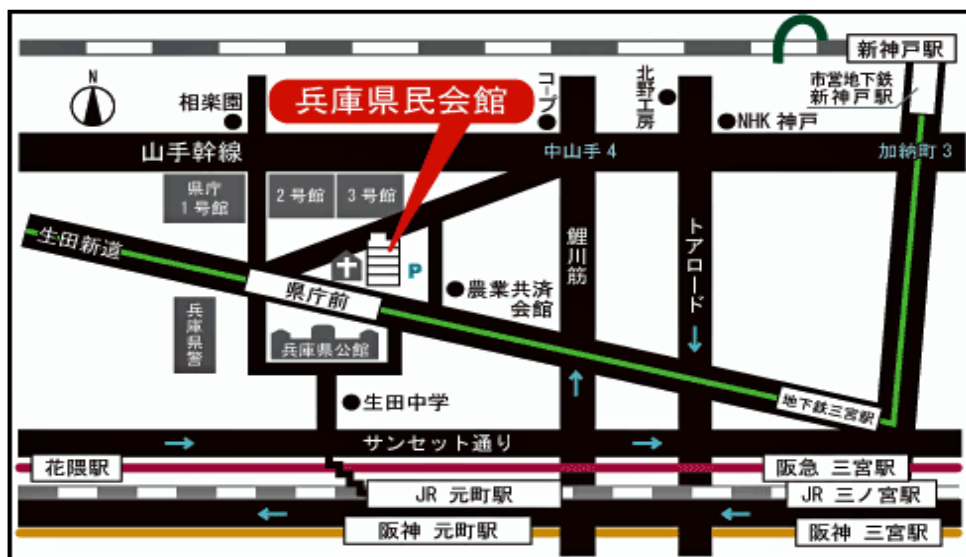 新神戸駅
市営地下鉄
新神戸駅
N
相楽園
兵庫県民会館
コープ
北野工房
NHK 神戸
山手幹線
中山手 4
加納町 3
県庁
1 号館
2 号館
3 号館
生田新道
P
鯉川筋
トアロード
県庁前
農業共済
会館
兵庫県警
兵庫県公館
生田中学
地下鉄三宮駅
サンセット通り
花隈駅
阪急 三宮駅
JR 元町駅
JR 三ノ宮駅
阪神 元町駅
阪神 三宮駅